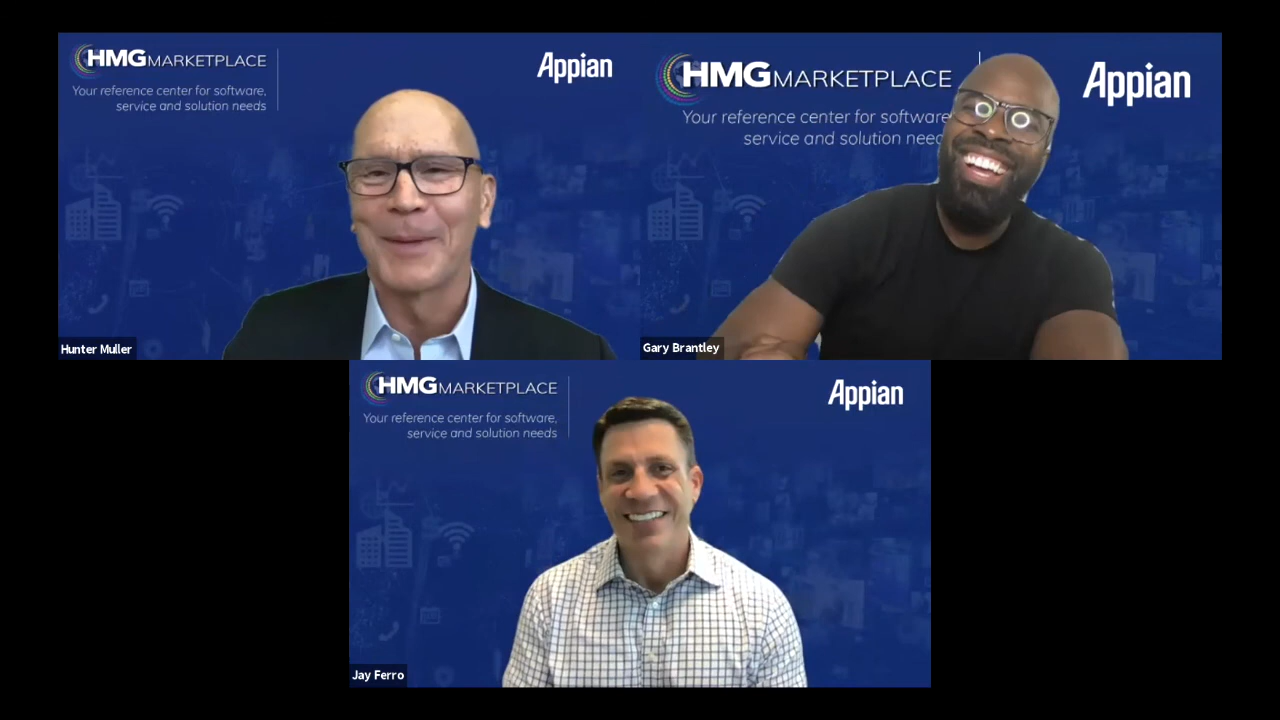 HMG MARKETPLACE
Your reference center for software,
service and solution needs
Appian
Hunter Muller
HMG MARKETPLACE
Your reference center for software
service and solution need
Appian
Gary Brantley
HMG MARKETPLACE
Your reference center for software,
service and solution needs
Appian
Jay Ferro